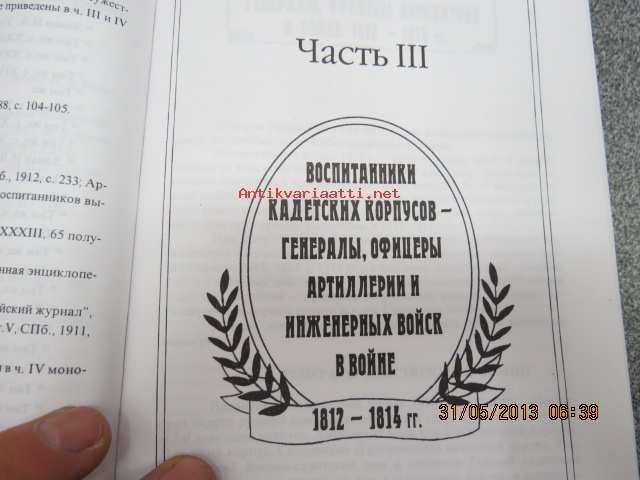 ужест-
е приведены в ч. III и IV
88, с. 104-105.
б., 1912, с. 233; Ар-
оспитанников вы-
XXXIII, 65 полу-
нная энциклопе-
йский журнал",
т.V, СПб., 1911,
в ч. IV моно-
Часть III
ВОСПИТАННИКИ
КАДЕТСКИХ КОРПУСОВ –
ГЕНЕРАЛЫ, ОФИЦЕРЫ
АРТИЛЛЕРИИ И
ИНЖЕНЕРНЫХ ВОЙСК
В ВОЙНЕ
1812 – 1814 гг.
Antikvariaatti.net
31/05/2013 06:39